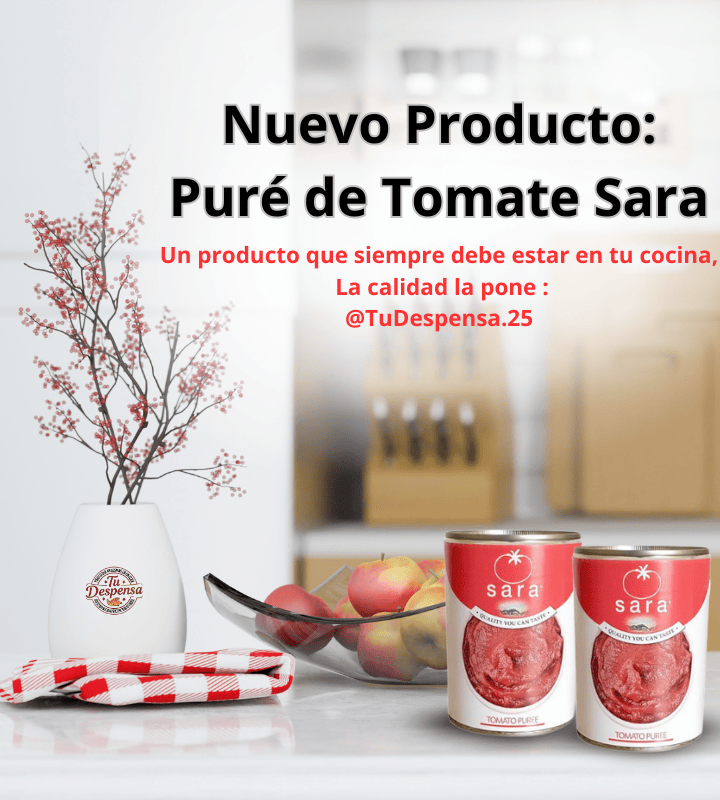 Nuevo Producto:
Puré de Tomate Sara
Un producto que siempre debe estar en tu cocina,
La calidad la pone :
@TuDespensa.25
Tu
Despensa
sara
QUALITY YOU CAN TASTE
TOMATO PUREE
sara
QUALITY YOU CAN TASTE
TOMATO PUREE